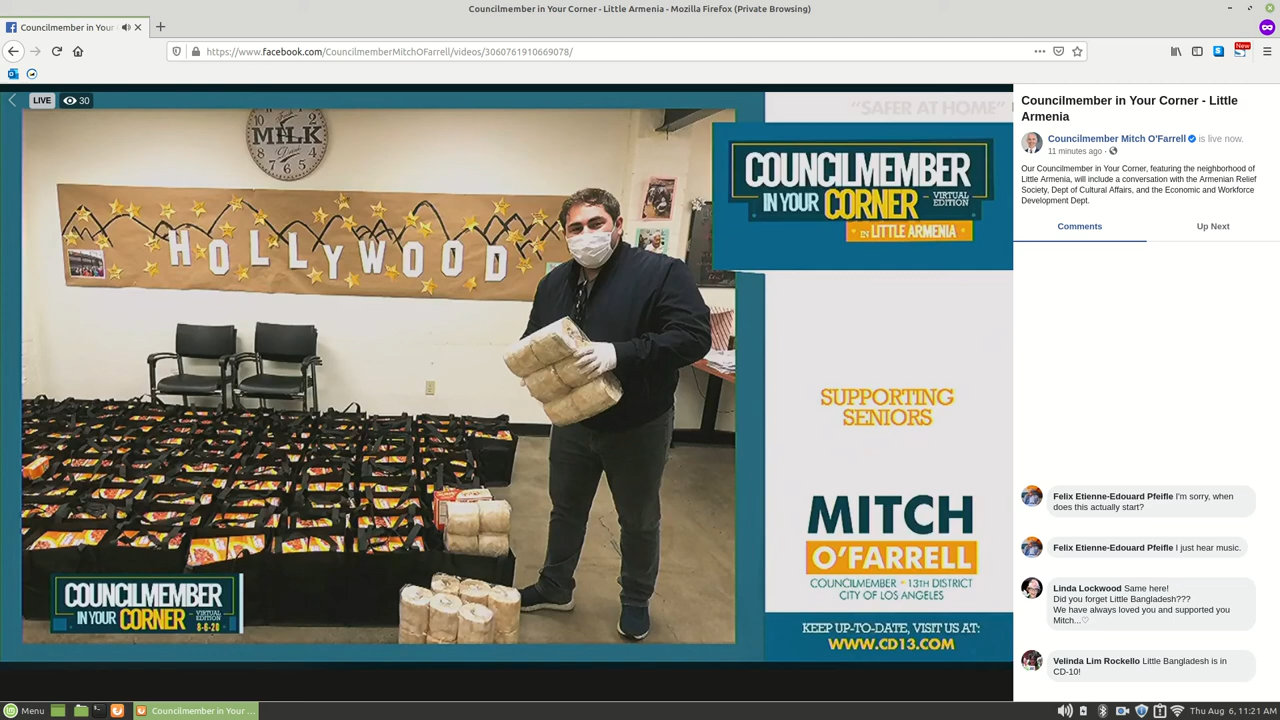 Councilmember in Your Corner - Little Armenia - Mozilla Firefox (Private Browsing)
Councilmember in Your
https://www.facebook.com/CouncilmemberMitchOFarrell/videos/3060761910669078/
New
LIVE
30
MILK
HOLLYWOOD
COUNCILMEMBER
IN YOUR CORNER
VIRTUAL
EDITION
8-6-20
"SAFER AT HOME"
COUNCILMEMBER
IN YOUR CORNER
VIRTUAL
EDITION
IN LITTLE ARMENIA
SUPPORTING
SENIORS
MITCH
O'FARRELL
COUNCILMEMBER • 13TH DISTRICT
CITY OF LOS ANGELES
KEEP UP-TO-DATE, VISIT US AT:
WWW.CD13.COM
Councilmember in Your Corner - Little
Armenia
Councilmember Mitch O'Farrell is live now.
11 minutes ago ·
Our Councilmember in Your Corner, featuring the neighborhood of
Little Armenia, will include a conversation with the Armenian Relief
Society, Dept of Cultural Affairs, and the Economic and Workforce
Development Dept.
Comments
Up Next
Felix Etienne-Edouard Pfeifle I'm sorry, when
does this actually start?
Felix Etienne-Edouard Pfeifle I just hear music.
Linda Lockwood Same here!
Did you forget Little Bangladesh???
We have always loved you and supported you
Mitch...♡
Velinda Lim Rockello Little Bangladesh is in
CD-10!
Menu
Councilmember in Your ...
Thu Aug 6, 11:21 AM